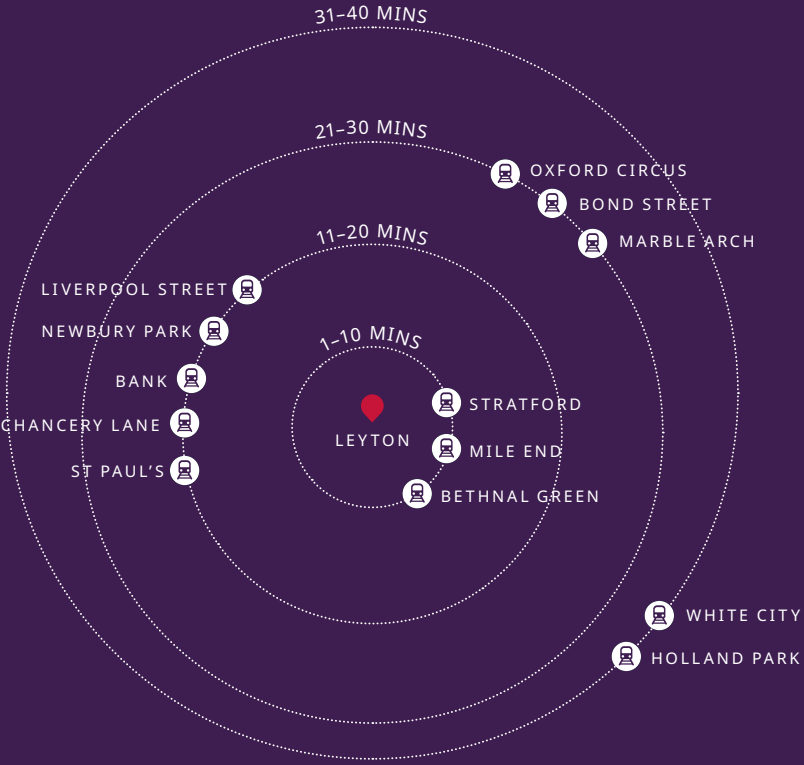 31–40 MINS
21–30 MINS
OXFORD CIRCUS
BOND STREET
MARBLE ARCH
11–20 MINS
LIVERPOOL STREET
NEWBURY PARK
1–10 MINS
BANK
STRATFORD
CHANCERY LANE
LEYTON
MILE END
ST PAUL’S
BETHNAL GREEN
WHITE CITY
HOLLAND PARK